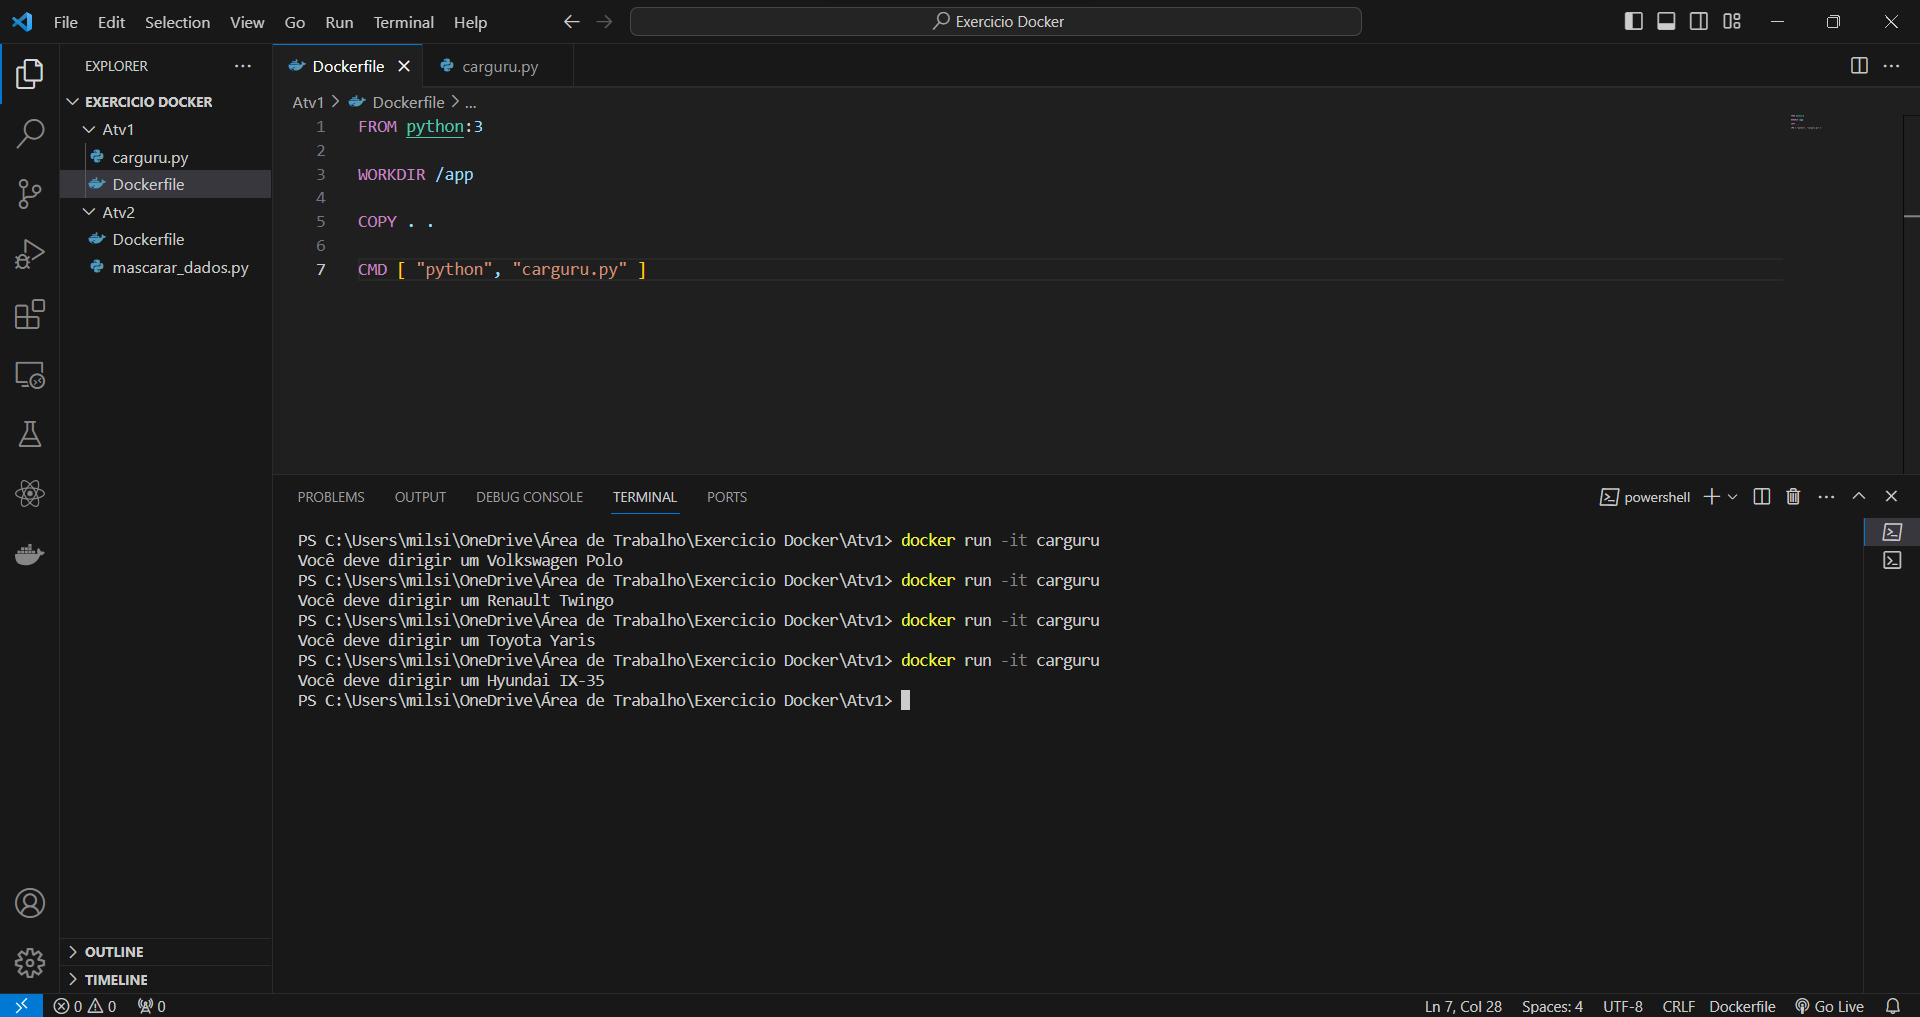 File Edit Selection View Go Run Terminal Help
Exercicio Docker
EXPLORER
EXERCICIO DOCKER
Atv1
carguru.py
Dockerfile
Atv2
Dockerfile
mascarar_dados.py
OUTLINE
TIMELINE
Dockerfile carguru.py
Atv1 > Dockerfile > ...
1 FROM python:3
2
3 WORKDIR /app
4
5 COPY . .
6
7 CMD [ "python", "carguru.py" ]
PROBLEMS OUTPUT DEBUG CONSOLE TERMINAL PORTS
powershell
PS C:\Users\milsi\OneDrive\Área de Trabalho\Exercicio Docker\Atv1> docker run -it carguru
Você deve dirigir um Volkswagen Polo
PS C:\Users\milsi\OneDrive\Área de Trabalho\Exercicio Docker\Atv1> docker run -it carguru
Você deve dirigir um Renault Twingo
PS C:\Users\milsi\OneDrive\Área de Trabalho\Exercicio Docker\Atv1> docker run -it carguru
Você deve dirigir um Toyota Yaris
PS C:\Users\milsi\OneDrive\Área de Trabalho\Exercicio Docker\Atv1> docker run -it carguru
Você deve dirigir um Hyundai IX-35
PS C:\Users\milsi\OneDrive\Área de Trabalho\Exercicio Docker\Atv1>
0 0 0
Ln 7, Col 28 Spaces: 4 UTF-8 CRLF Dockerfile Go Live